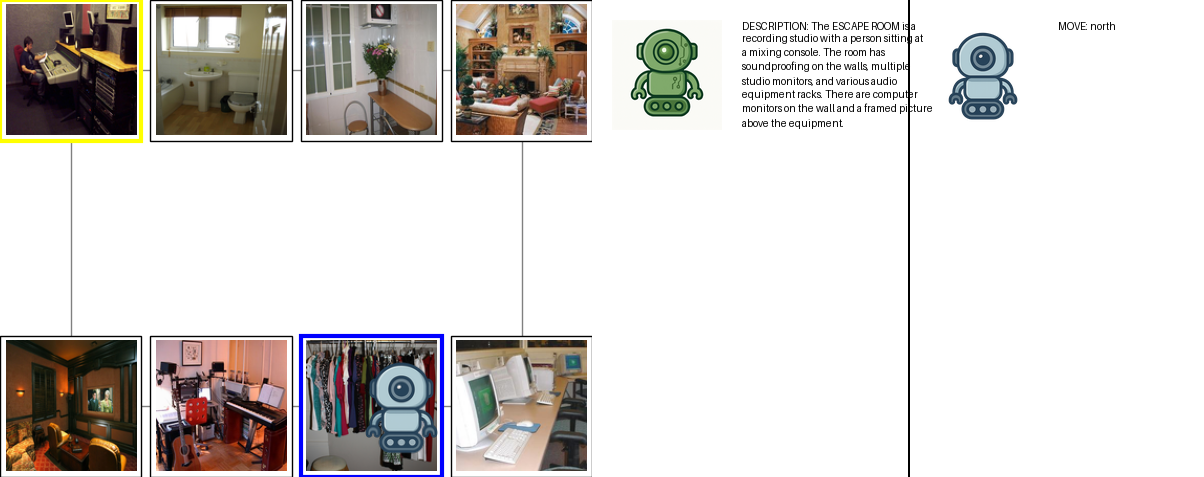 DESCRIPTION: The ESCAPE ROOM is a
recording studio with a person sitting at
a mixing console. The room has
soundproofing on the walls, multiple
studio monitors, and various audio
equipment racks. There are computer
monitors on the wall and a framed picture
above the equipment.
MOVE: north